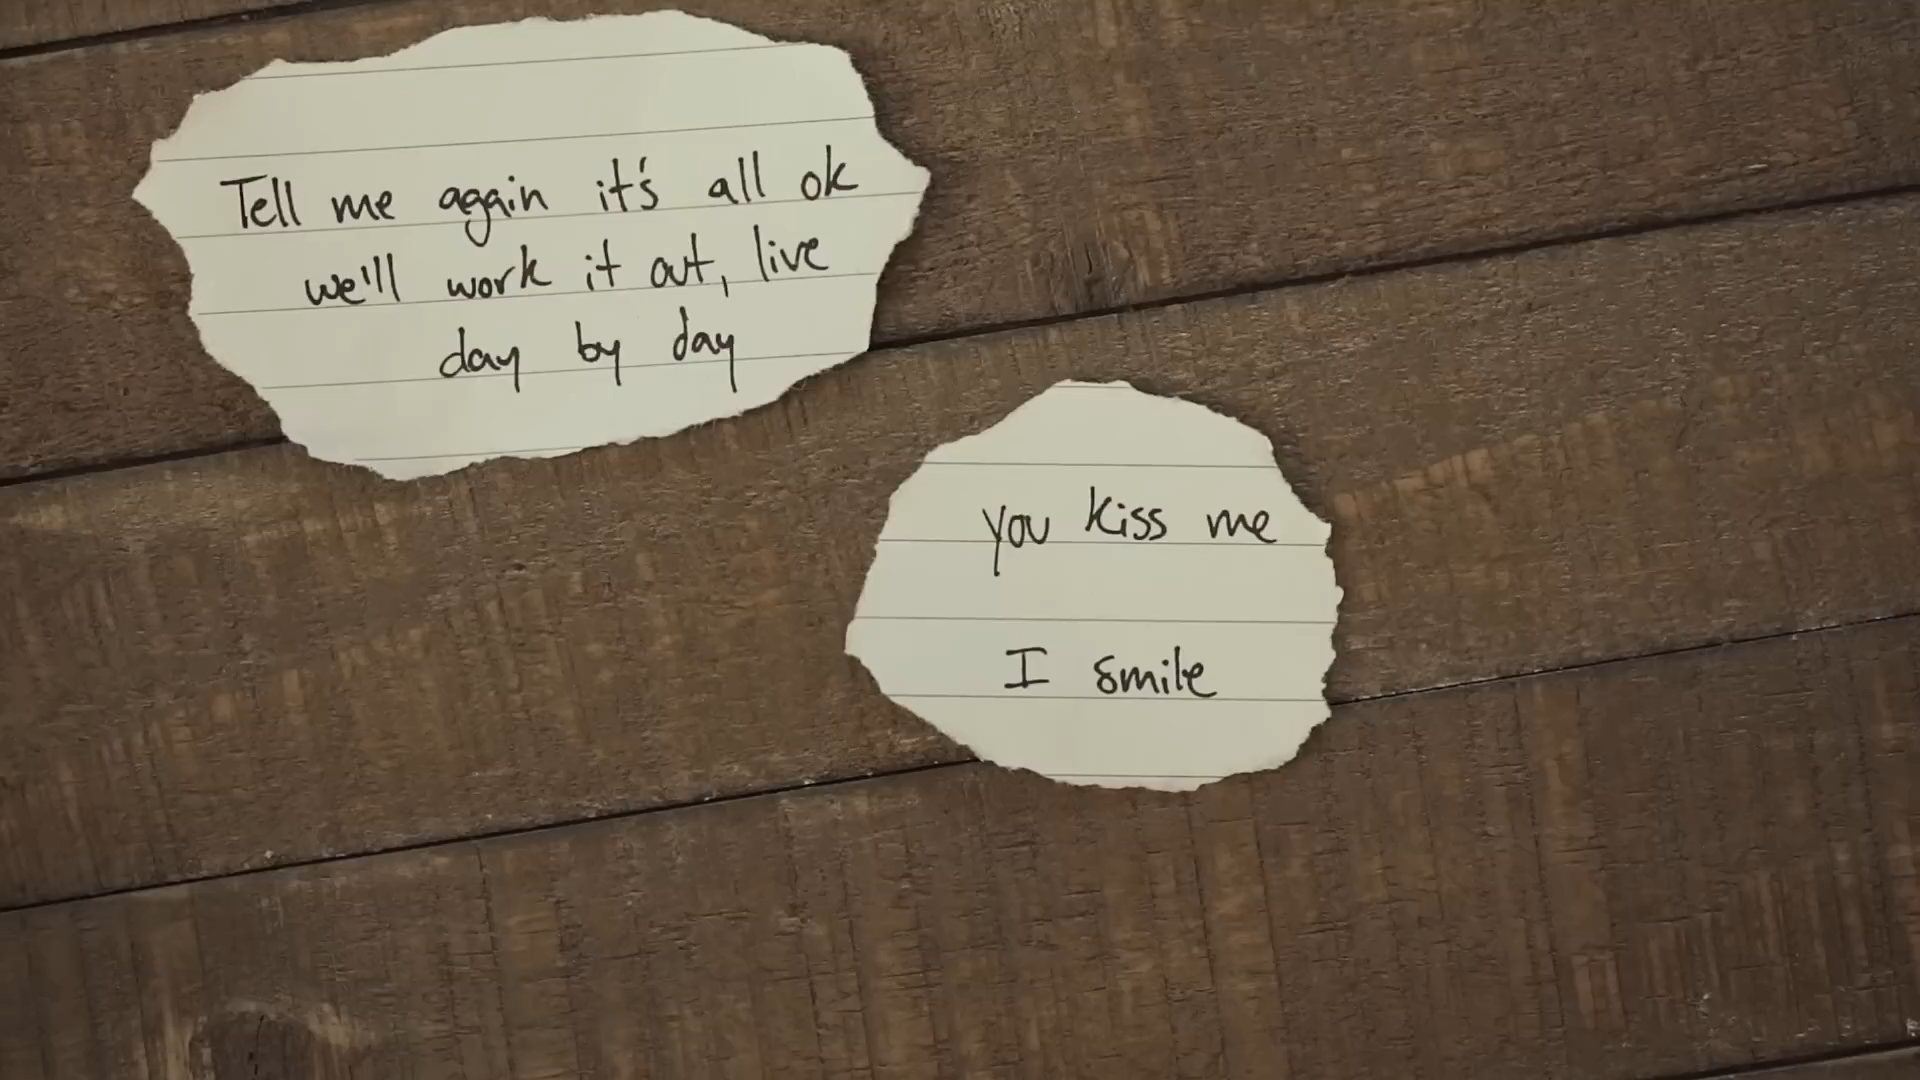 Tell me again it's all ok
we'll work it out, live
day by day
you kiss me
I smile